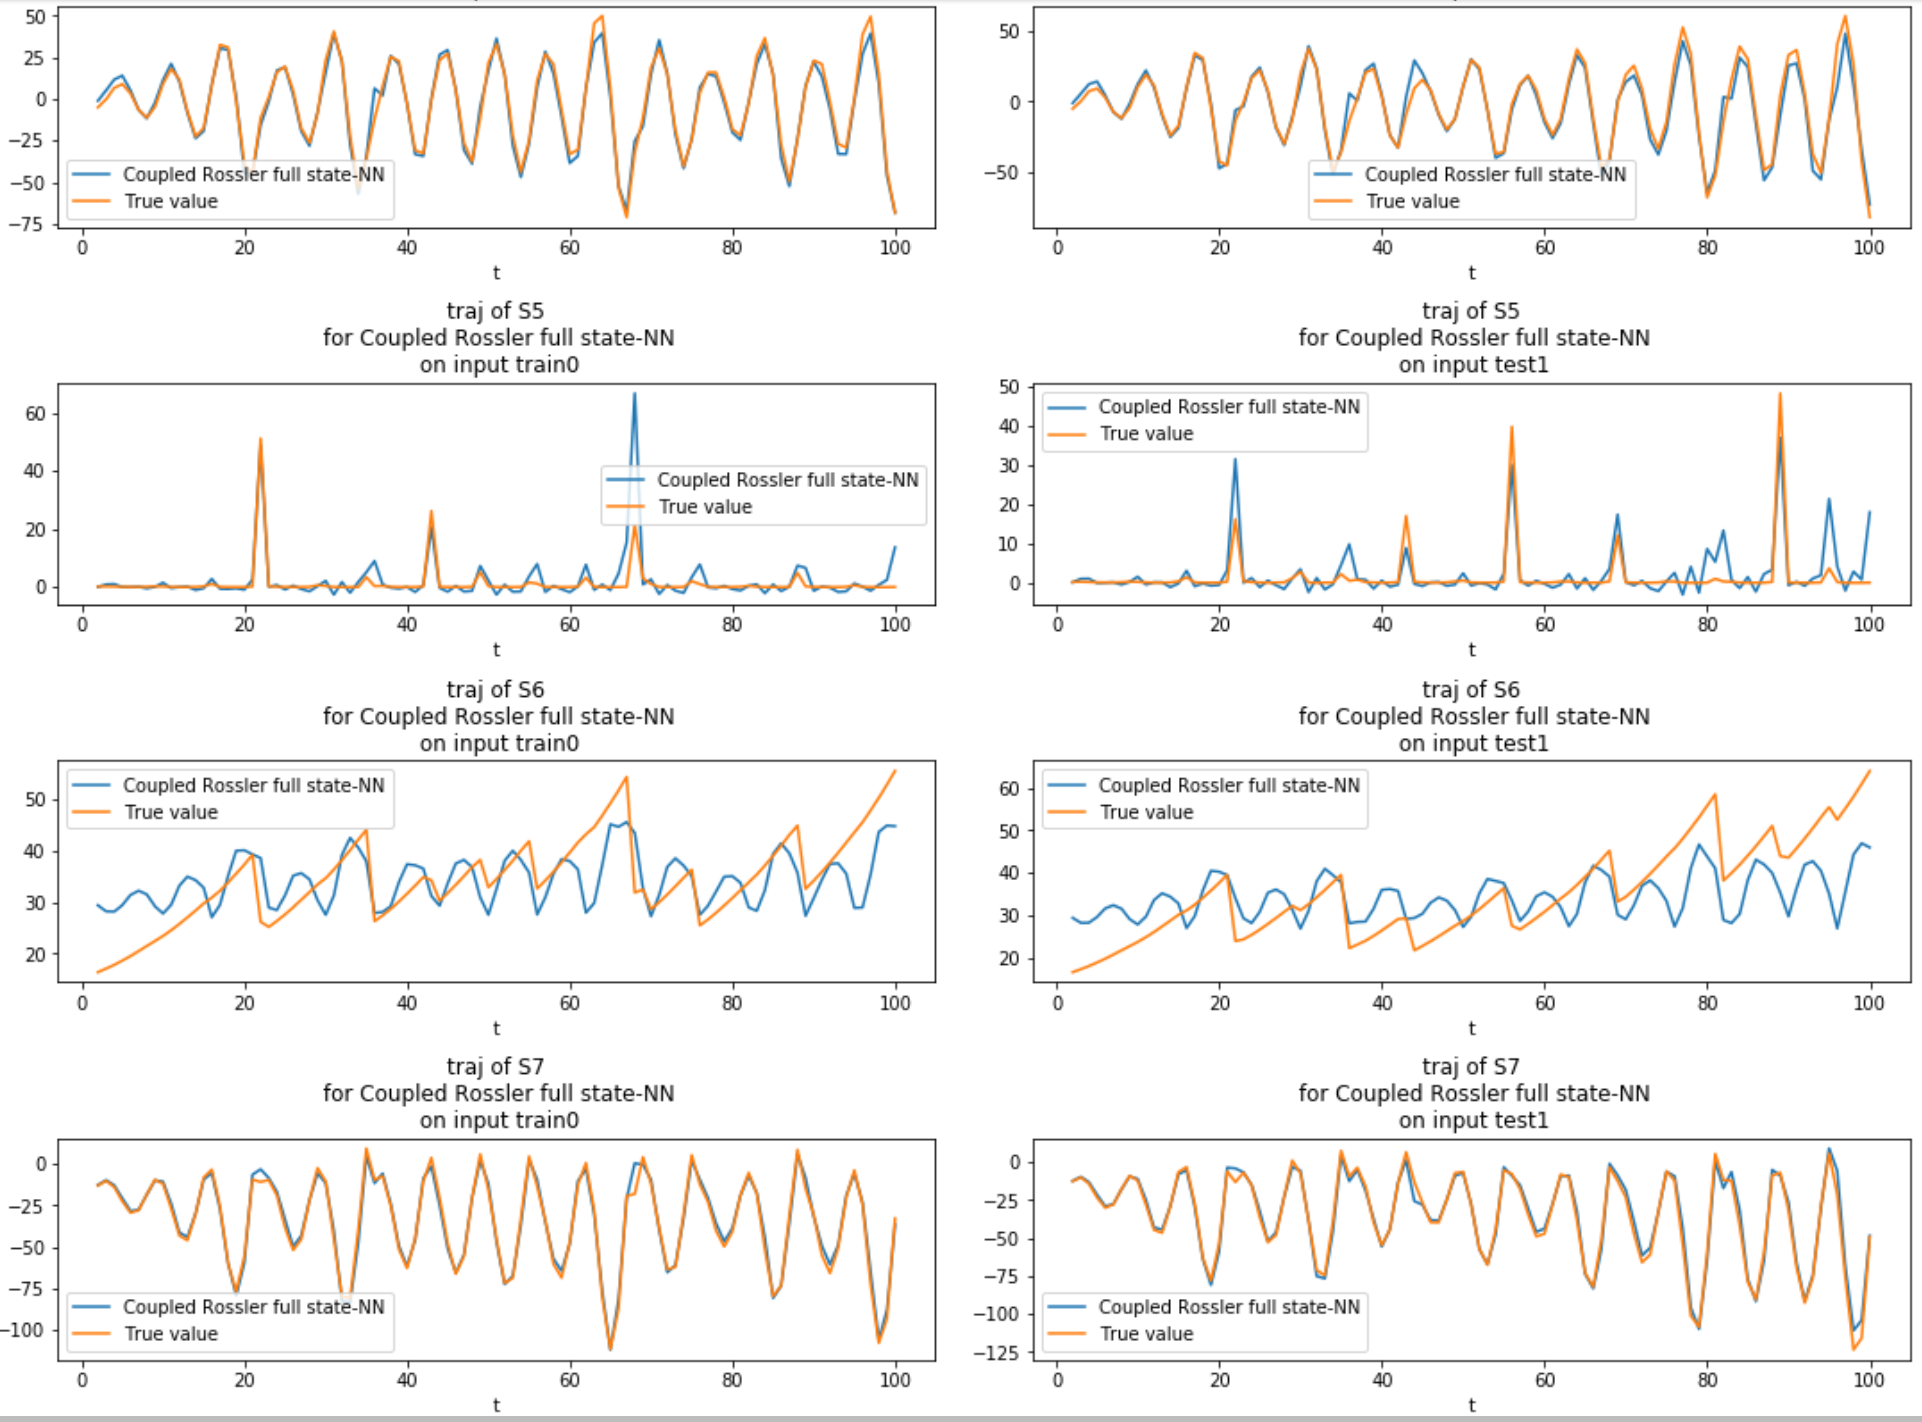 50
25
0
−25
−50
−75
Coupled Rossler full state-NN
True value
0 20 40 60 80 100
t
50
0
−50
Coupled Rossler full state-NN
True value
0 20 40 60 80 100
t
traj of S5
for Coupled Rossler full state-NN
on input train0
60
40
20
0
Coupled Rossler full state-NN
True value
0 20 40 60 80 100
t
traj of S5
for Coupled Rossler full state-NN
on input test1
50
40
30
20
10
0
Coupled Rossler full state-NN
True value
0 20 40 60 80 100
t
traj of S6
for Coupled Rossler full state-NN
on input train0
50
40
30
20
Coupled Rossler full state-NN
True value
0 20 40 60 80 100
t
traj of S6
for Coupled Rossler full state-NN
on input test1
60
50
40
30
20
Coupled Rossler full state-NN
True value
0 20 40 60 80 100
t
traj of S7
for Coupled Rossler full state-NN
on input train0
0
−25
−50
−75
−100
Coupled Rossler full state-NN
True value
0 20 40 60 80 100
t
traj of S7
for Coupled Rossler full state-NN
on input test1
0
−25
−50
−75
−100
−125
Coupled Rossler full state-NN
True value
0 20 40 60 80 100
t